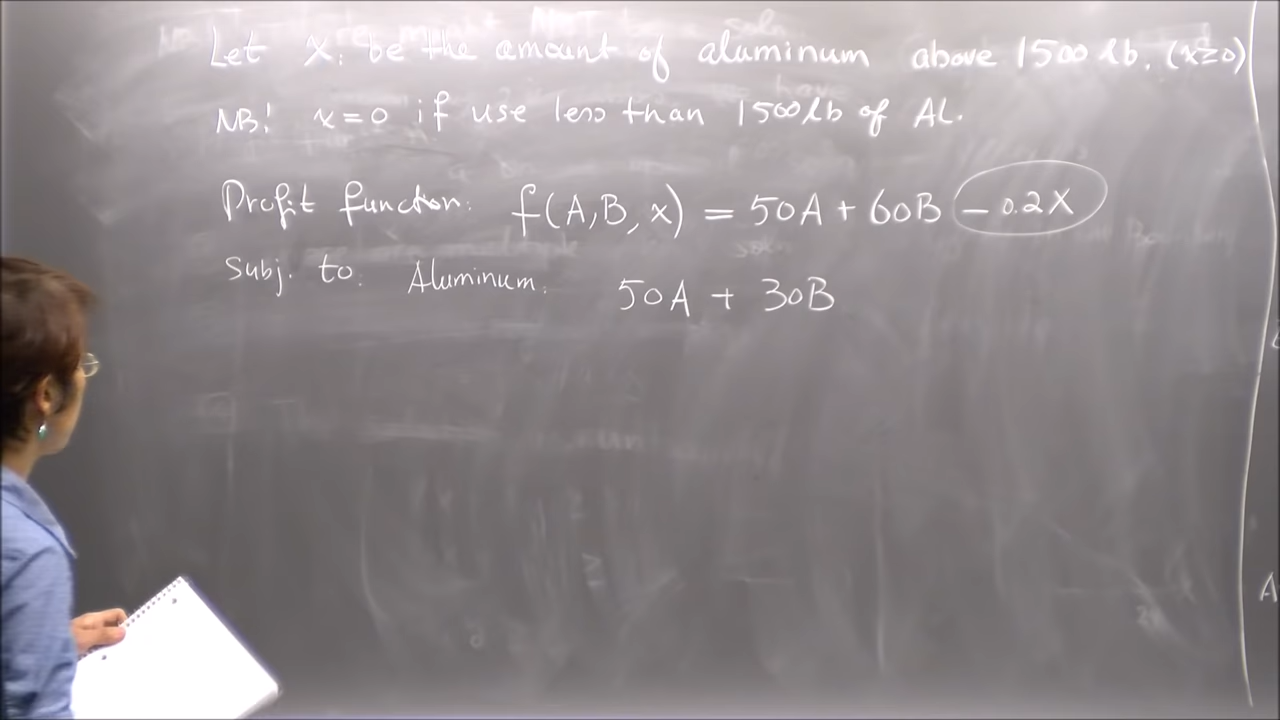 Let x: be the amount of aluminum above 1500 lb. (x≥0)
NB! x=0 if use less than 1500lb of AL.
Profit function: f(A,B,x) = 50A + 60B - 0.2x
Subj. to: Aluminum: 50A + 30B
A